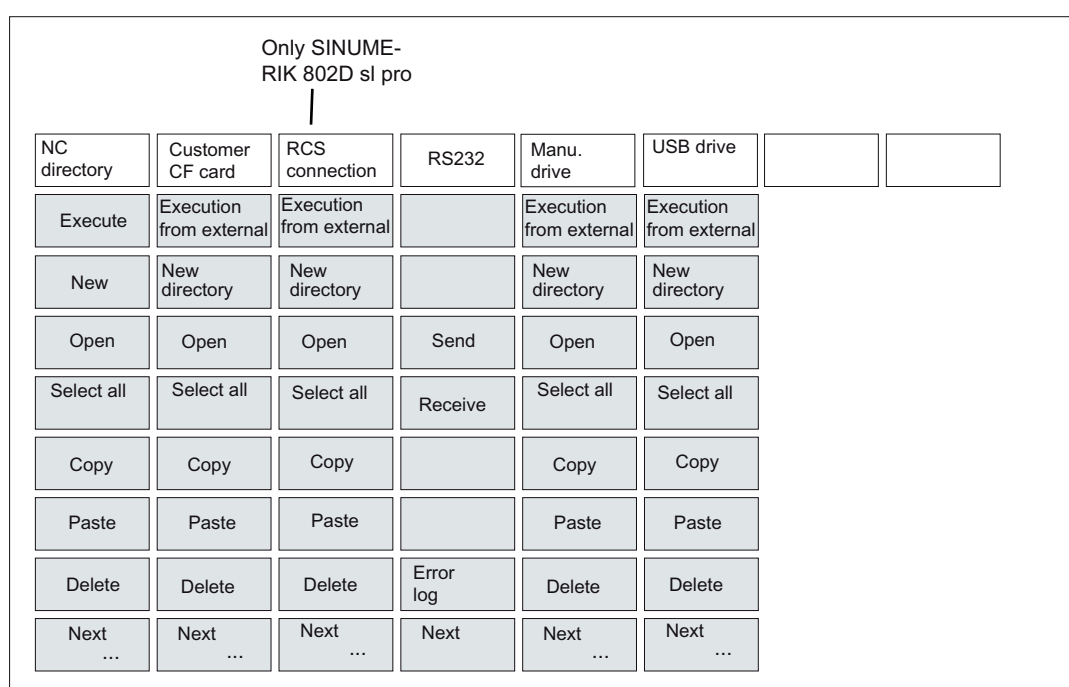 Only SINUME-
RIK 802D sl pro
NC directory Customer CF card RCS connection RS232 Manu. drive USB drive
Execute Execution from external Execution from external Execution from external Execution from external
New New directory New directory New directory New directory
Open Open Open Send Open Open
Select all Select all Select all Receive Select all Select all
Copy Copy Copy Copy Copy
Paste Paste Paste Paste Paste
Delete Delete Delete Error log Delete Delete
Next ... Next ... Next ... Next Next ... Next ...